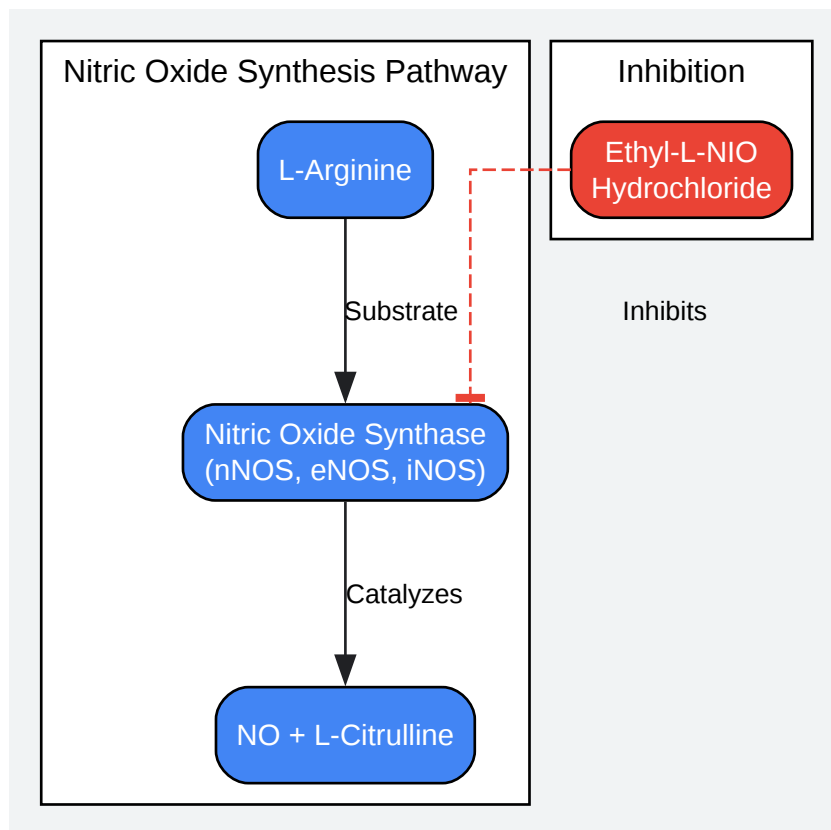 Nitric Oxide Synthesis Pathway
Inhibition
L-Arginine
Ethyl-L-NIO
Hydrochloride
Substrate
Inhibits
Nitric Oxide Synthase
(nNOS, eNOS, iNOS)
Catalyzes
NO + L-Citrulline